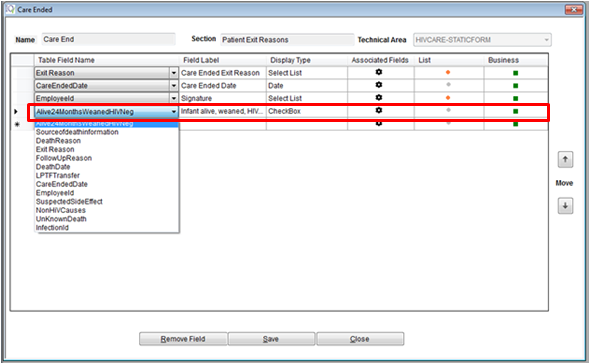 Care Ended
Name Care End Section Patient Exit Reasons Technical Area HIVCARE-STATICFORM
Table Field Name Field Label Display Type Associated Fields List Business
Exit Reason Care Ended Exit Reason Select List
CareEndedDate Care Ended Date Date
EmployeeId Signature Select List
Alive24MonthsWeanedHIVNeg Infant alive, weaned, HIV... CheckBox
Alive24MonthsWeanedHIVNeg
Sourceofdeathinformation
DeathReason
Exit Reason
FollowUpReason
DeathDate
LPTFTransfer
CareEndedDate
EmployeeId
SuspectedSideEffect
NonHiVCauses
UnKnownDeath
InfectionId
Move
Remove Field Save Close